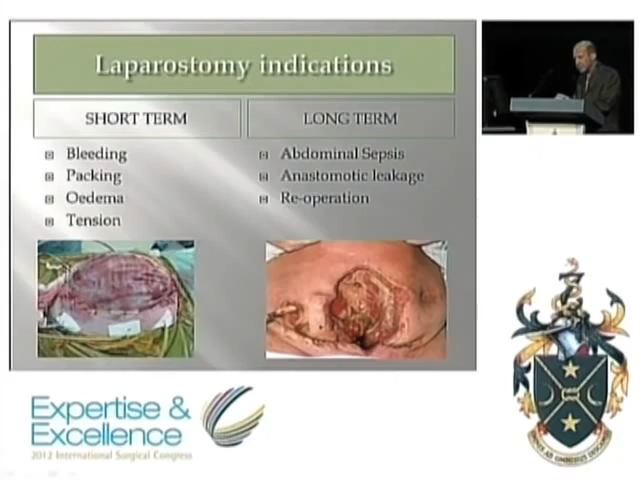 Laparostomy indications
SHORT TERM
LONG TERM
Bleeding
Packing
Oedema
Tension
Abdominal Sepsis
Anastomotic leakage
Re-operation
Expertise &
Excellence
2012 International Surgical Congress